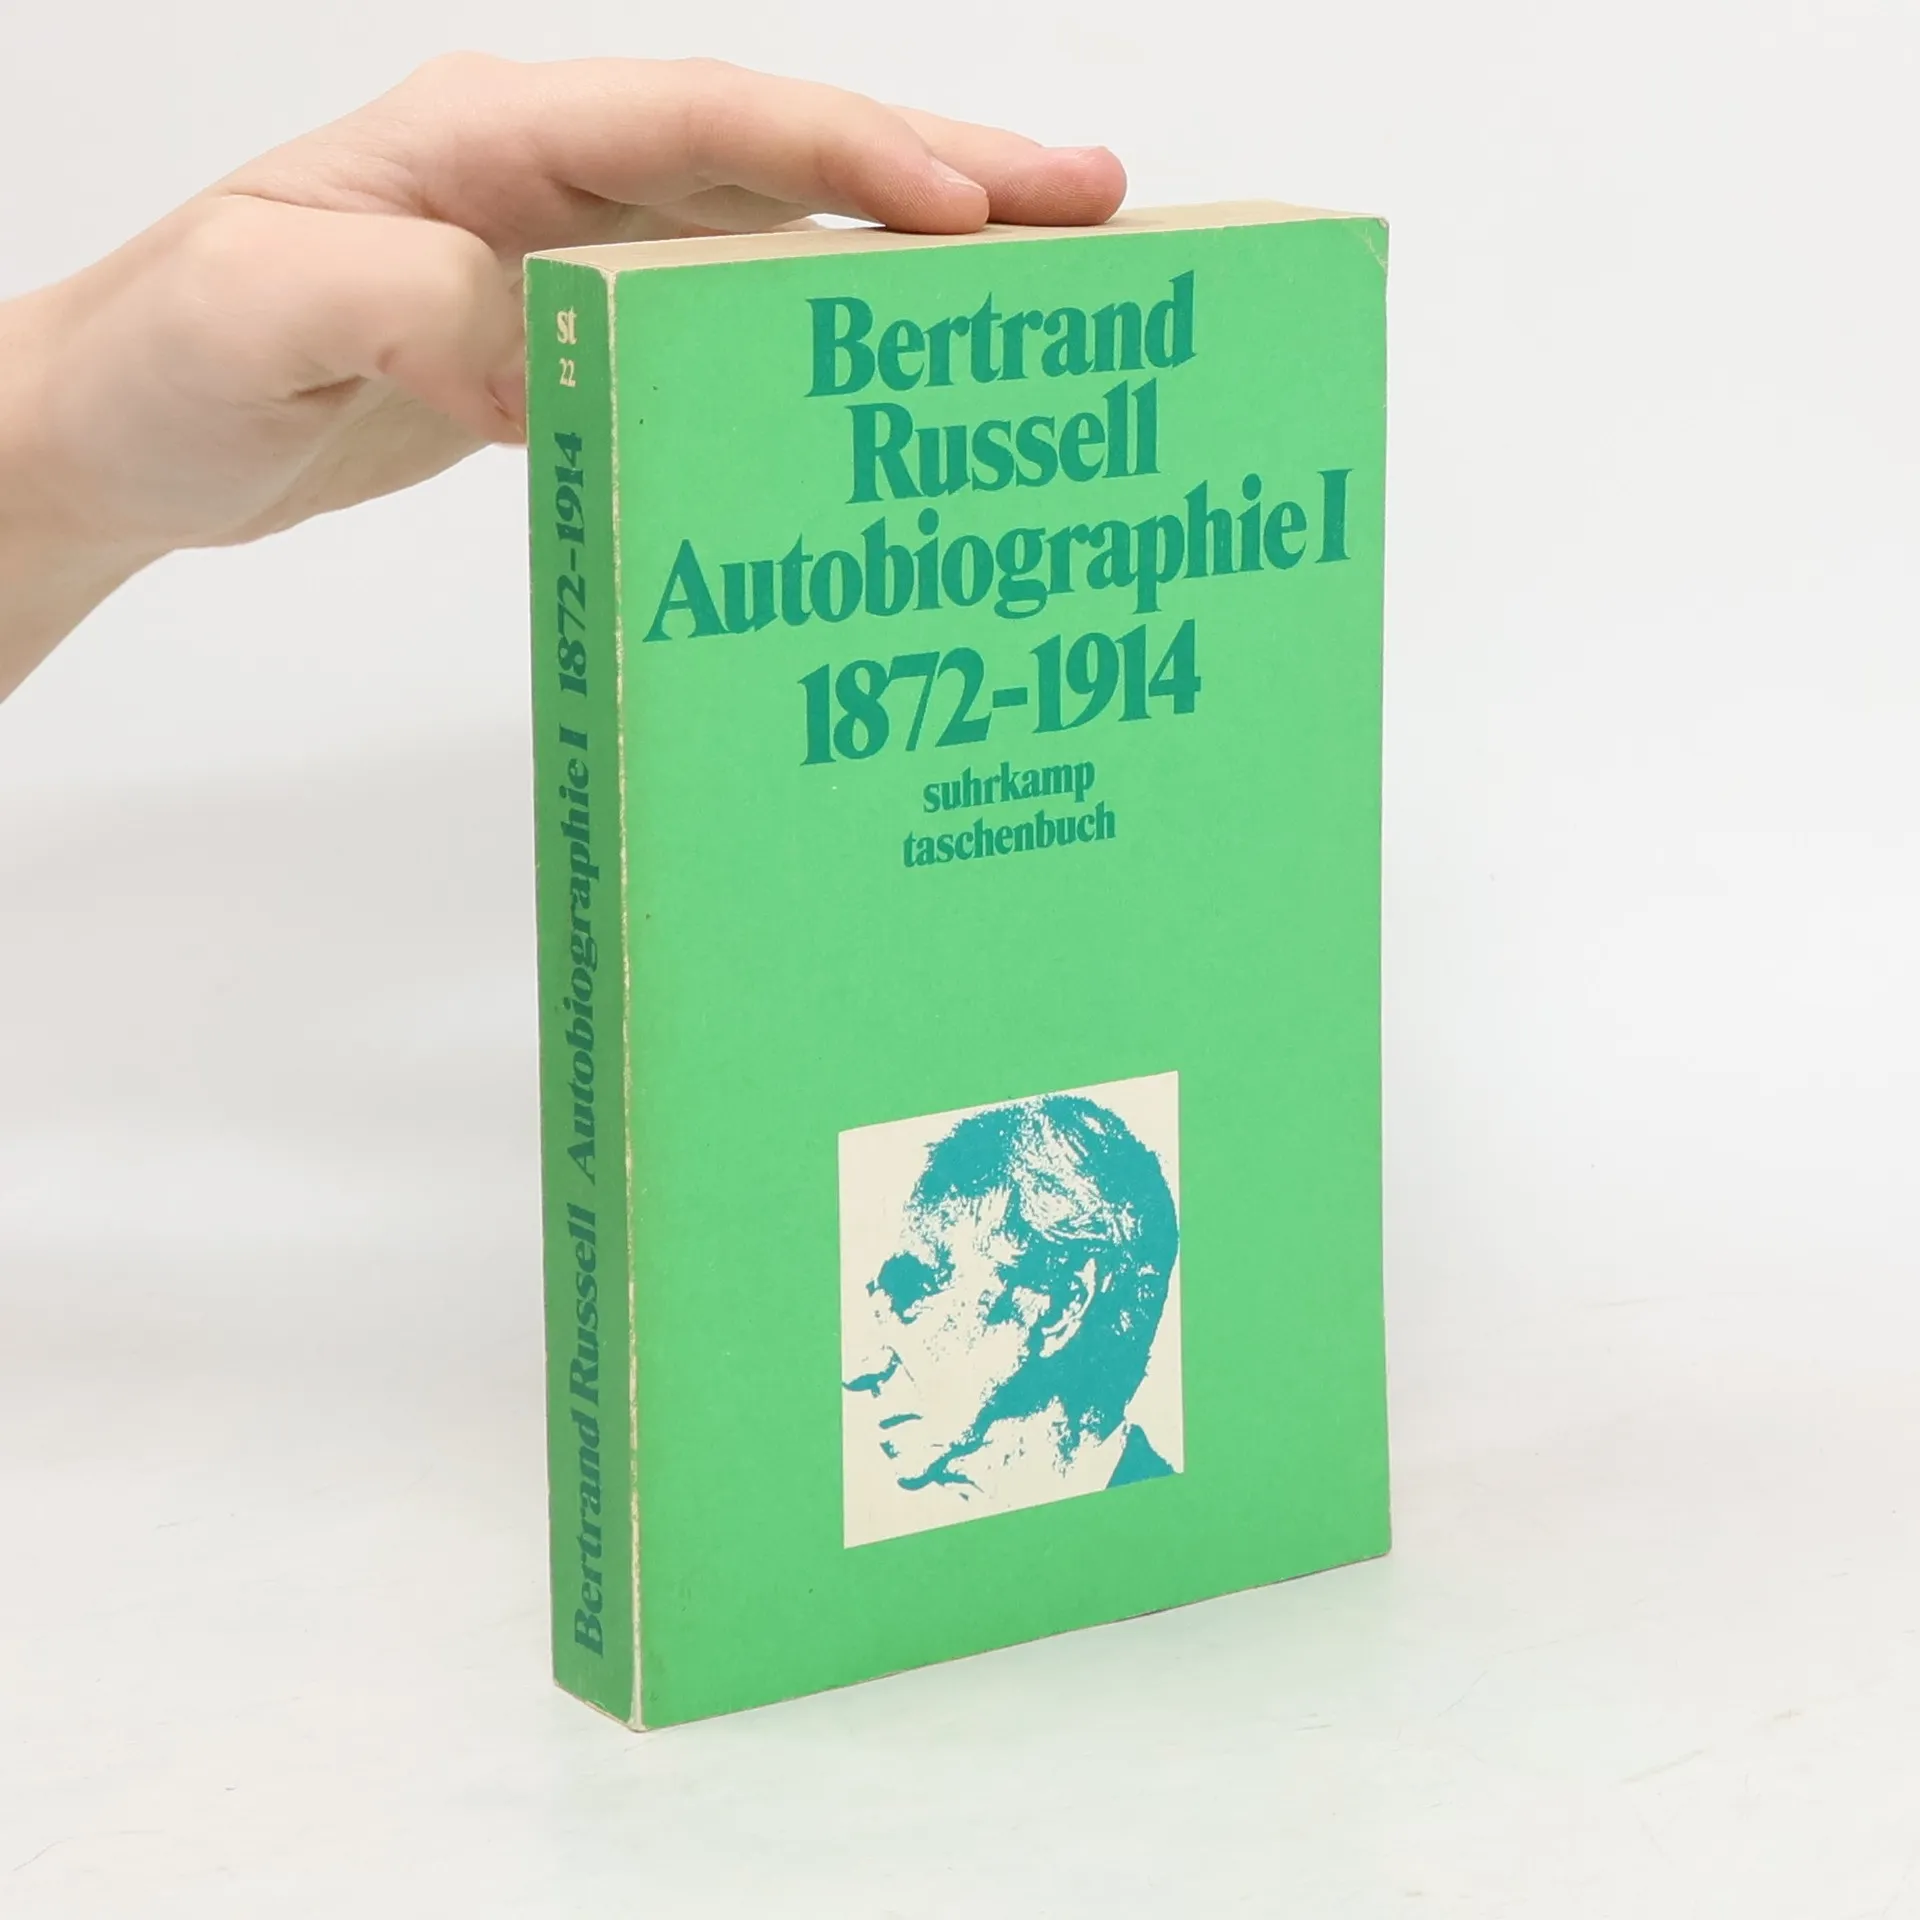 Bertrand
Russell
Autobiographie I
1872-1914
suhrkamp
taschenbuch
st
22
Bertrand Russell Autobiographie I 1872-1914